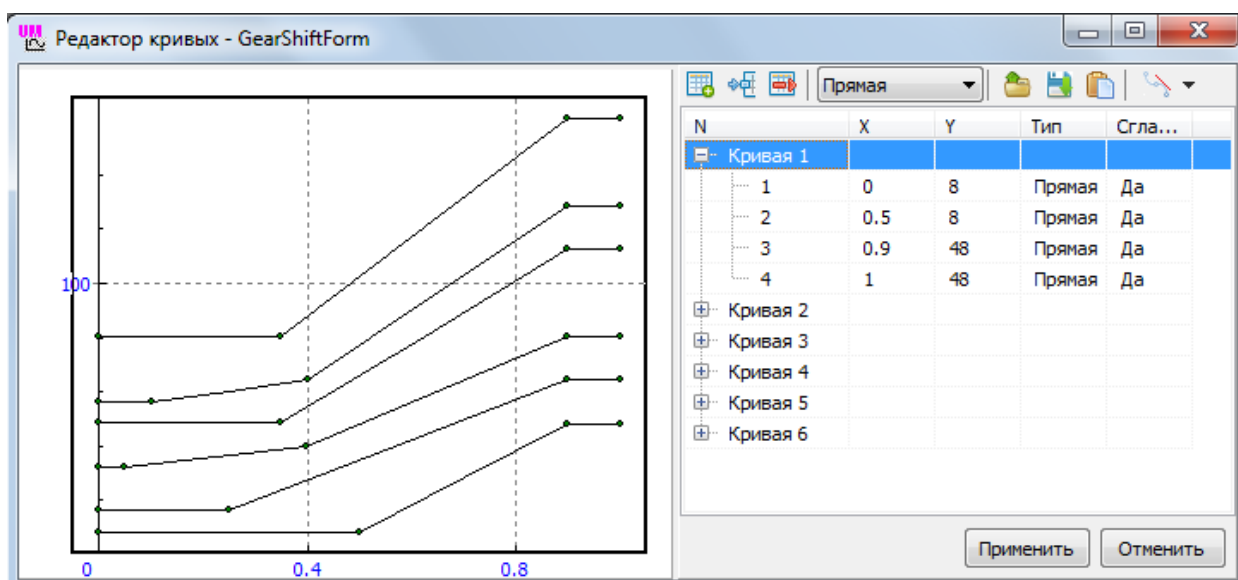 UM Редактор кривых - GearShiftForm
100
0 0.4 0.8
Прямая
N X Y Тип Сгла...
Кривая 1
1 0 8 Прямая Да
2 0.5 8 Прямая Да
3 0.9 48 Прямая Да
4 1 48 Прямая Да
Кривая 2
Кривая 3
Кривая 4
Кривая 5
Кривая 6
Применить Отменить